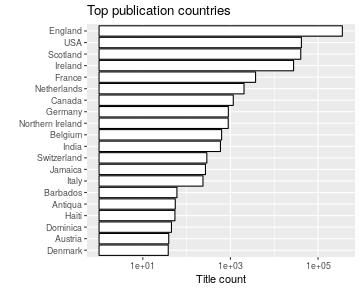 Top publication countries
England
USA
Scotland
Ireland
France
Netherlands
Canada
Germany
Northern Ireland
Belgium
India
Switzerland
Jamaica
Italy
Barbados
Antiqua
Haiti
Dominica
Austria
Denmark
1e+01 1e+03 1e+05
Title count